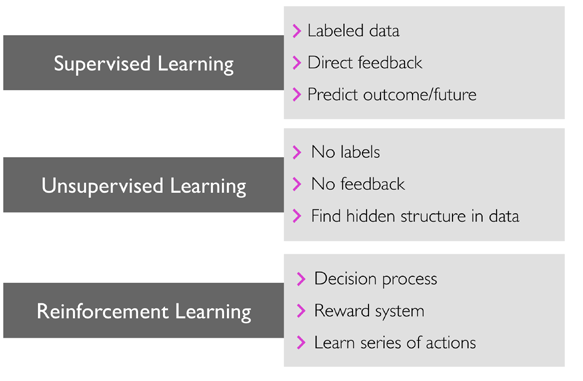 Supervised Learning
Labeled data
Direct feedback
Predict outcome/future
Unsupervised Learning
No labels
No feedback
Find hidden structure in data
Reinforcement Learning
Decision process
Reward system
Learn series of actions